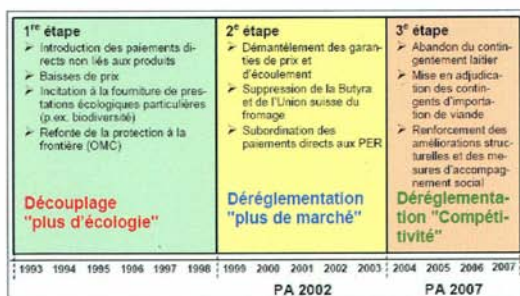 1re étape
➢ Introduction des paiements di-
rects non liés aux produits
➢ Baisses de prix
➢ Incitation à la fourniture de pres-
tations écologiques particulières
(p.ex. biodiversité)
➢ Refonte de la protection à la
frontière (OMC)
Découplage
"plus d'écologie"
2e étape
➢ Démantèlement des garan-
ties de prix et
d'écoulement
➢ Suppression de la Butyra
et de l'Union suisse du
fromage
➢ Subordination des
paiements directs aux PER
Déréglementation
"plus de marché"
3e étape
➢ Abandon du contin-
gentement laitier
➢ Mise en adjudica-
tion des contin-
gents d'importation
de viande
➢ Renforcement des
améliorations struc-
turelles et des me-
sures d'accompa-
gnement social
Déréglementa-
tion "Compéti-
tivité"
1993 1994 1995 1996 1997 1998 1999 2000 2001 2002 2003 2004 2005 2006 2007
PA 2002 PA 2007